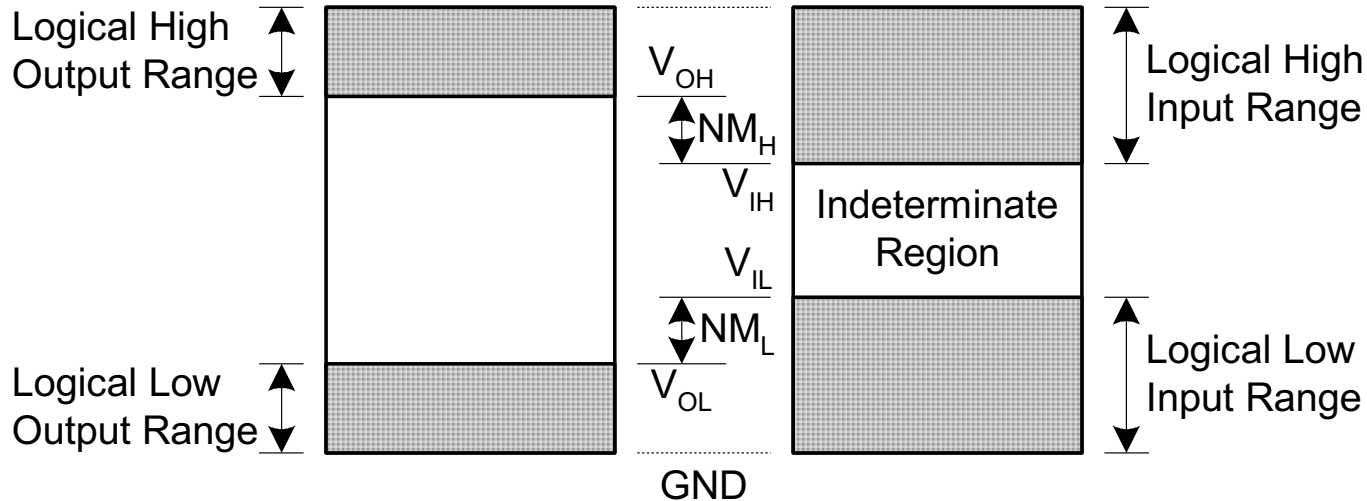 Logical High
Output Range
V_OH
NM_H
V_IH
Logical High
Input Range
Indeterminate
Region
V_IL
NM_L
V_OL
Logical Low
Output Range
Logical Low
Input Range
GND